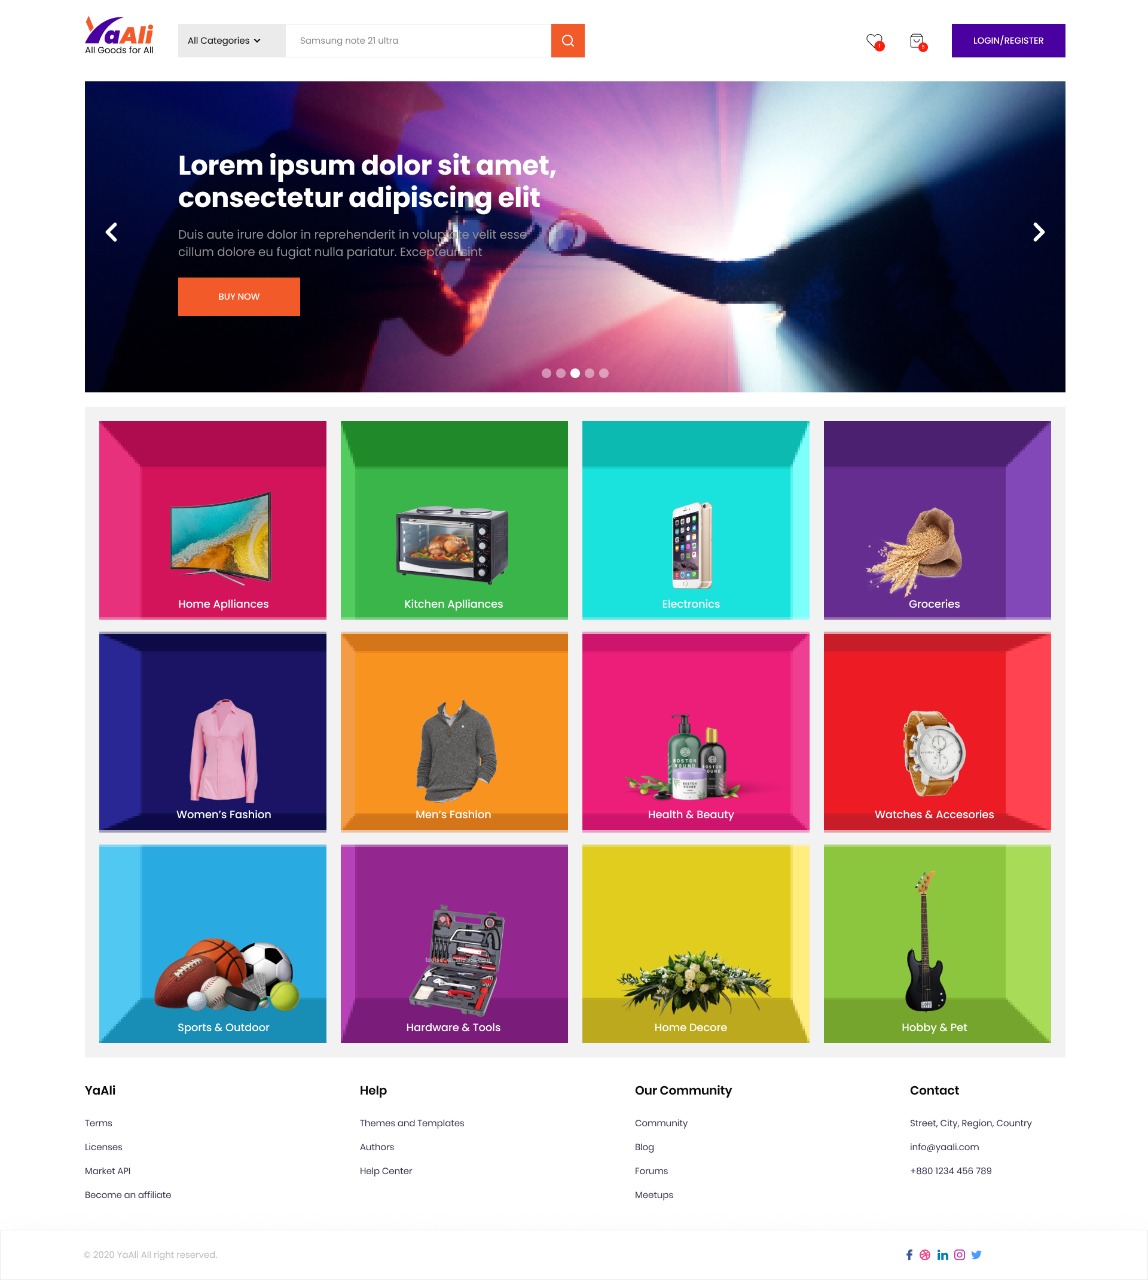 YaAli
All Goods for All
All Categories
Samsung note 21 ultra
LOGIN/REGISTER
Lorem ipsum dolor sit amet,
consectetur adipiscing elit
Duis aute irure dolor in reprehenderit in voluptate velit esse
cillum dolore eu fugiat nulla pariatur. Excepteur sint
BUY NOW
Home Aplliances
Kitchen Aplliances
Electronics
Groceries
Women's Fashion
Men's Fashion
BOSTON
ROUND
Health & Beauty
Watches & Accesories
Sports & Outdoor
Hardware & Tools
Home Decore
Hobby & Pet
YaAli
Help
Our Community
Contact
Terms
Themes and Templates
Community
Street, City, Region, Country
Licenses
Authors
Blog
info@yaali.com
Market API
Help Center
Forums
+880 1234 456 789
Become an affiliate
Meetups
© 2020 YaAli All right reserved.